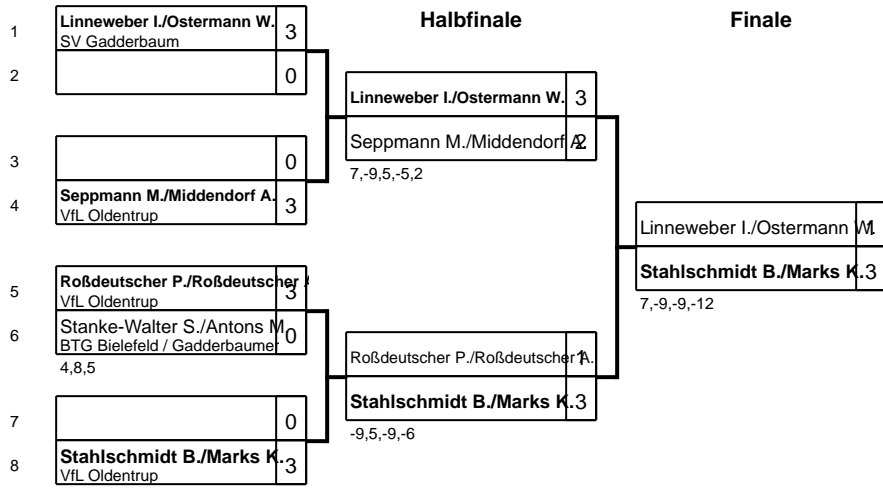 Halbfinale
Finale
1
Linneweber I./Ostermann W. 3
SV Gadderbaum
2
0
3
0
4
Seppmann M./Middendorf A. 3
VfL Oldentrup
5
Roßdeutscher P./Roßdeutscher 3
VfL Oldentrup
6
Stanke-Walter S./Antons M 0
BTG Bielefeld / Gadderbaumer
4,8,5
7
0
8
Stahlschmidt B./Marks K. 3
VfL Oldentrup
Linneweber I./Ostermann W. 3
Seppmann M./Middendorf A. 2
7,-9,5,-5,2
Roßdeutscher P./Roßdeutscher A. 1
Stahlschmidt B./Marks K. 3
-9,5,-9,-6
Linneweber I./Ostermann W. 1
Stahlschmidt B./Marks K. 3
7,-9,-9,-12